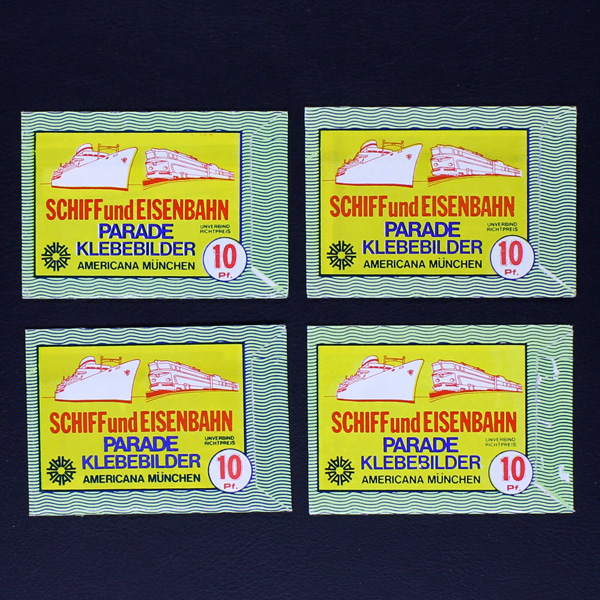 SCHIFF und EISENBAHN
PARADE
UNVERBIND
RICHTPREIS
KLEBEBILDER
AMERICANA MÜNCHEN
10
Pf.
SCHIFF und EISENBAHN
PARADE
UNVERBIND
RICHTPREIS
KLEBEBILDER
AMERICANA MÜNCHEN
10
Pf.
SCHIFF und EISENBAHN
PARADE
UNVERBIND
RICHTPREIS
KLEBEBILDER
AMERICANA MÜNCHEN
10
Pf.
SCHIFF und EISENBAHN
PARADE
UNVERBIND
RICHTPREIS
KLEBEBILDER
AMERICANA MÜNCHEN
10
Pf.